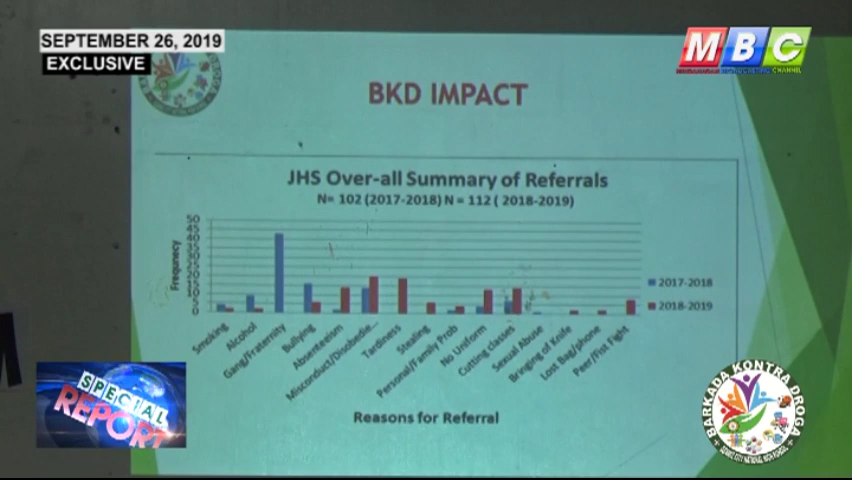 SEPTEMBER 26, 2019
EXCLUSIVE
MBC
CHANNEL
BKD IMPACT
JHS Over-all Summary of Referrals
N= 102 (2017-2018) N = 112 ( 2018-2019)
50
45
40
35
30
25
20
15
10
5
0
Frequnecy
2017-2018
2018-2019
Smoking
Alcohol
Gang/Fraternity
Bullying
Absenteeism
Misconduct/Disobedie...
Tardiness
Stealing
Personal/Family Prob
No Uniform
Cutting classes
Sexual Abuse
Bringing of Knife
Lost Bag/phone
Peer/Fist Fight
Reasons for Referral
SPECIAL
REPORT
BARKADA KONTRA DROGA
M